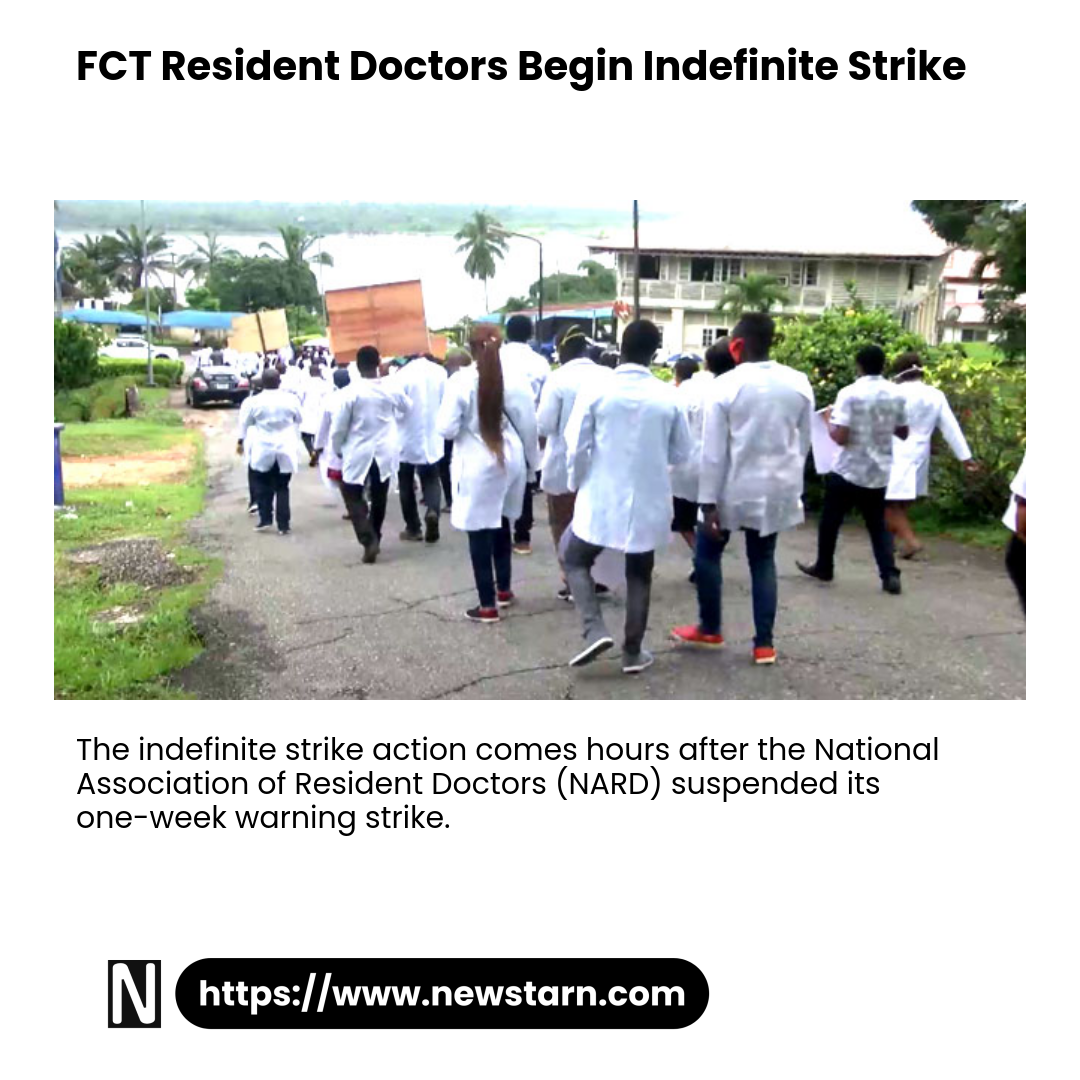 FCT Resident Doctors Begin Indefinite Strike
The indefinite strike action comes hours after the National
Association of Resident Doctors (NARD) suspended its
one-week warning strike.
N
https://www.newstarn.com